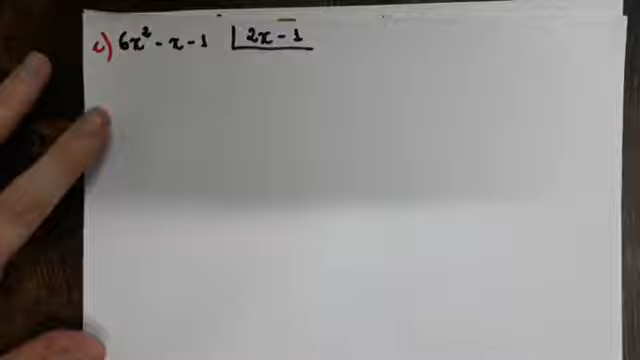 c) 6x² - x - 1 | 2x - 1